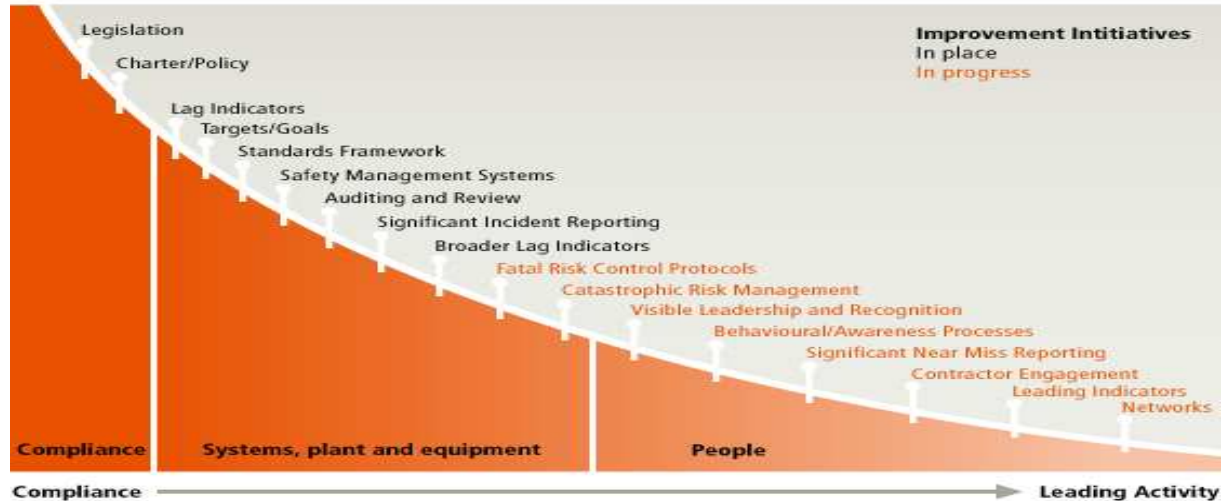 Legislation
Charter/Policy
Lag Indicators
Targets/Goals
Standards Framework
Safety Management Systems
Auditing and Review
Significant Incident Reporting
Broader Lag Indicators
Fatal Risk Control Protocols
Catastrophic Risk Management
Visible Leadership and Recognition
Behavioural/Awareness Processes
Significant Near Miss Reporting
Contractor Engagement
Leading Indicators
Networks
Improvement Intitiatives
In place
In progress
Compliance
Systems, plant and equipment
People
Compliance
Leading Activity